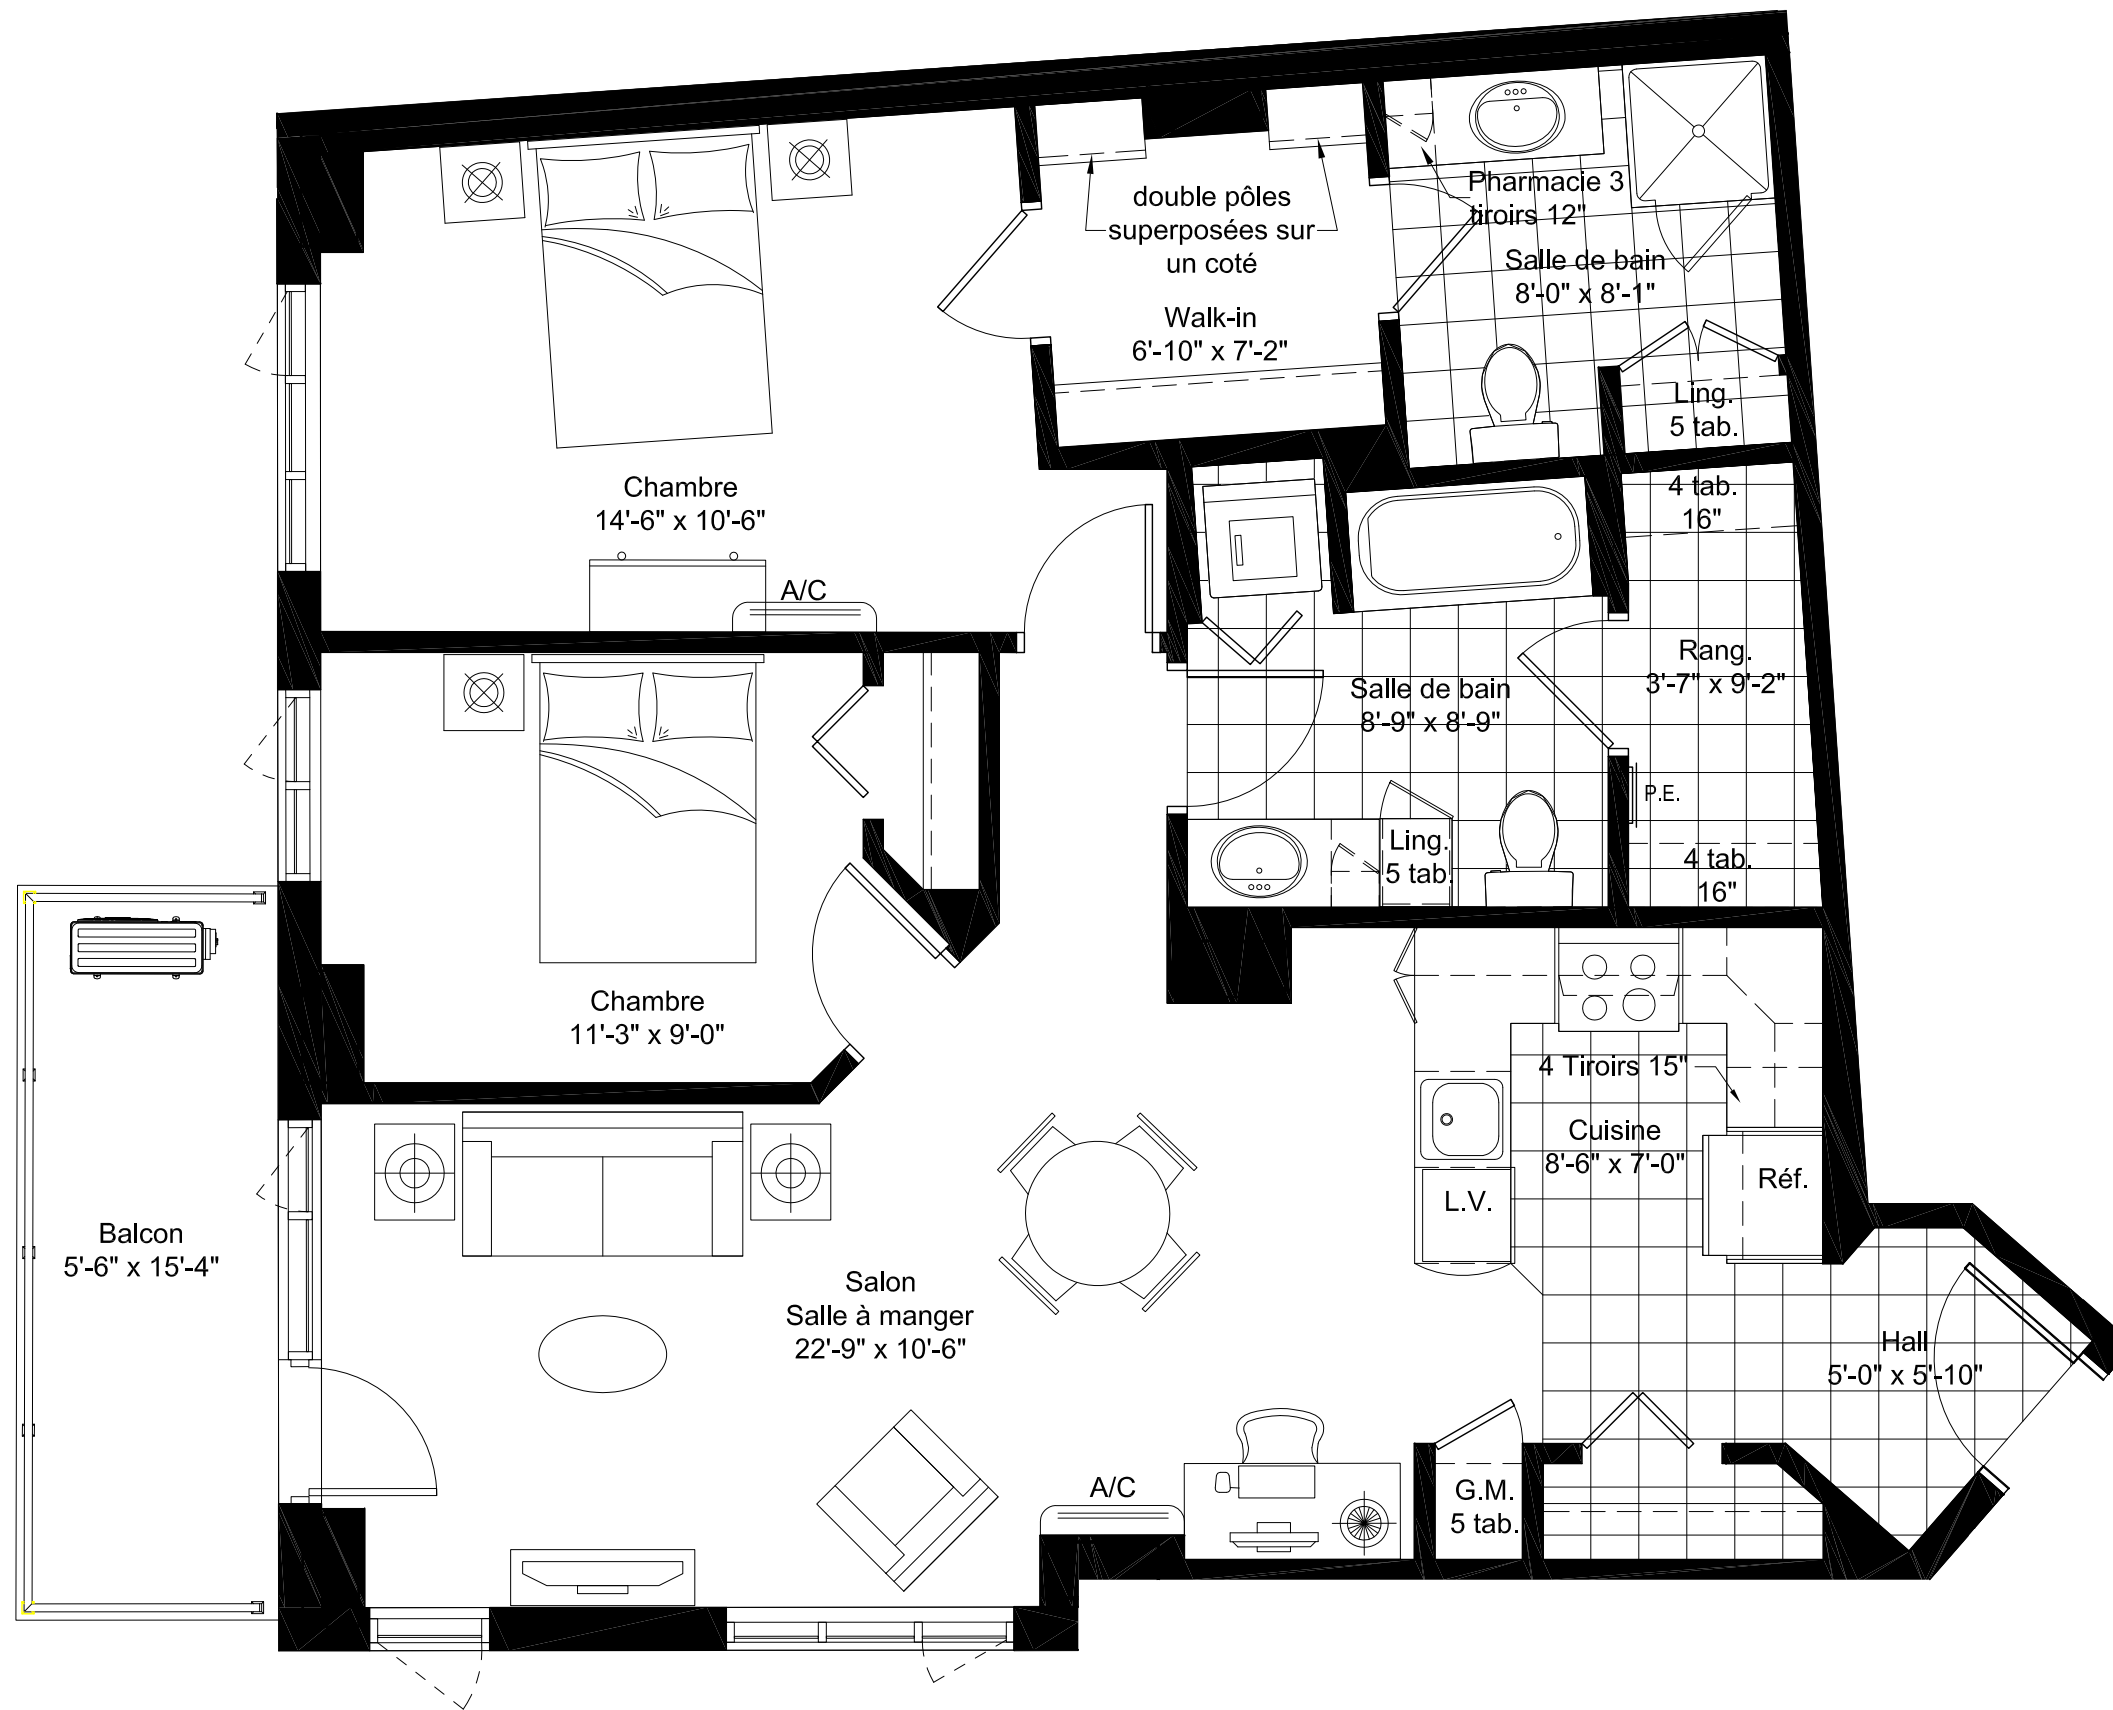 double pôles
superposées sur
un coté
Walk-in
6'-10" x 7'-2"
Pharmacie 3
tiroirs 12"
Salle de bain
8'-0" x 8'-1"
Ling.
5 tab.
Chambre
14'-6" x 10'-6"
A/C
4 tab.
16"
Rang.
3'-7" x 9'-2"
Salle de bain
8'-9" x 8'-9"
P.E.
Ling.
5 tab.
4 tab.
16"
Chambre
11'-3" x 9'-0"
4 Tiroirs 15"
Cuisine
8'-6" x 7'-0"
Réf.
L.V.
Balcon
5'-6" x 15'-4"
Salon
Salle à manger
22'-9" x 10'-6"
Hall
5'-0" x 5'-10"
A/C
G.M.
5 tab.